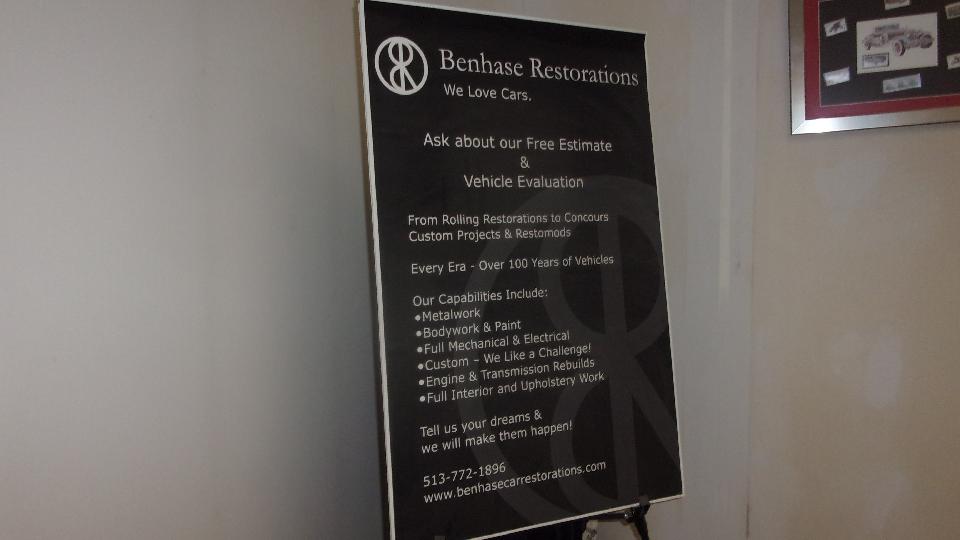 Benhase Restorations
We Love Cars.
Ask about our Free Estimate
&
Vehicle Evaluation
From Rolling Restorations to Concours
Custom Projects & Restomods
Every Era - Over 100 Years of Vehicles
Our Capabilities Include:
•Metalwork
•Bodywork & Paint
•Full Mechanical & Electrical
•Custom – We Like a Challenge!
•Engine & Transmission Rebuilds
•Full Interior and Upholstery Work
Tell us your dreams &
we will make them happen!
513-772-1896
www.benhasecarrestorations.com